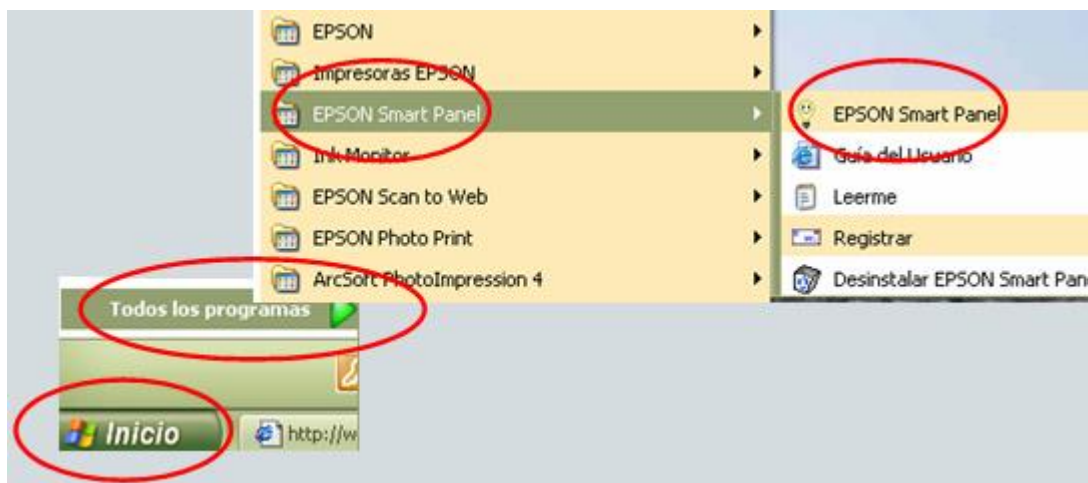 EPSON
Impresoras EPSON
EPSON Smart Panel
Ink Monitor
EPSON Scan to Web
EPSON Photo Print
ArcSoft PhotoImpression 4
EPSON Smart Panel
Guía del Usuario
Leerme
Registrar
Desinstalar EPSON Smart Pan
Todos los programas
Inicio
http://w